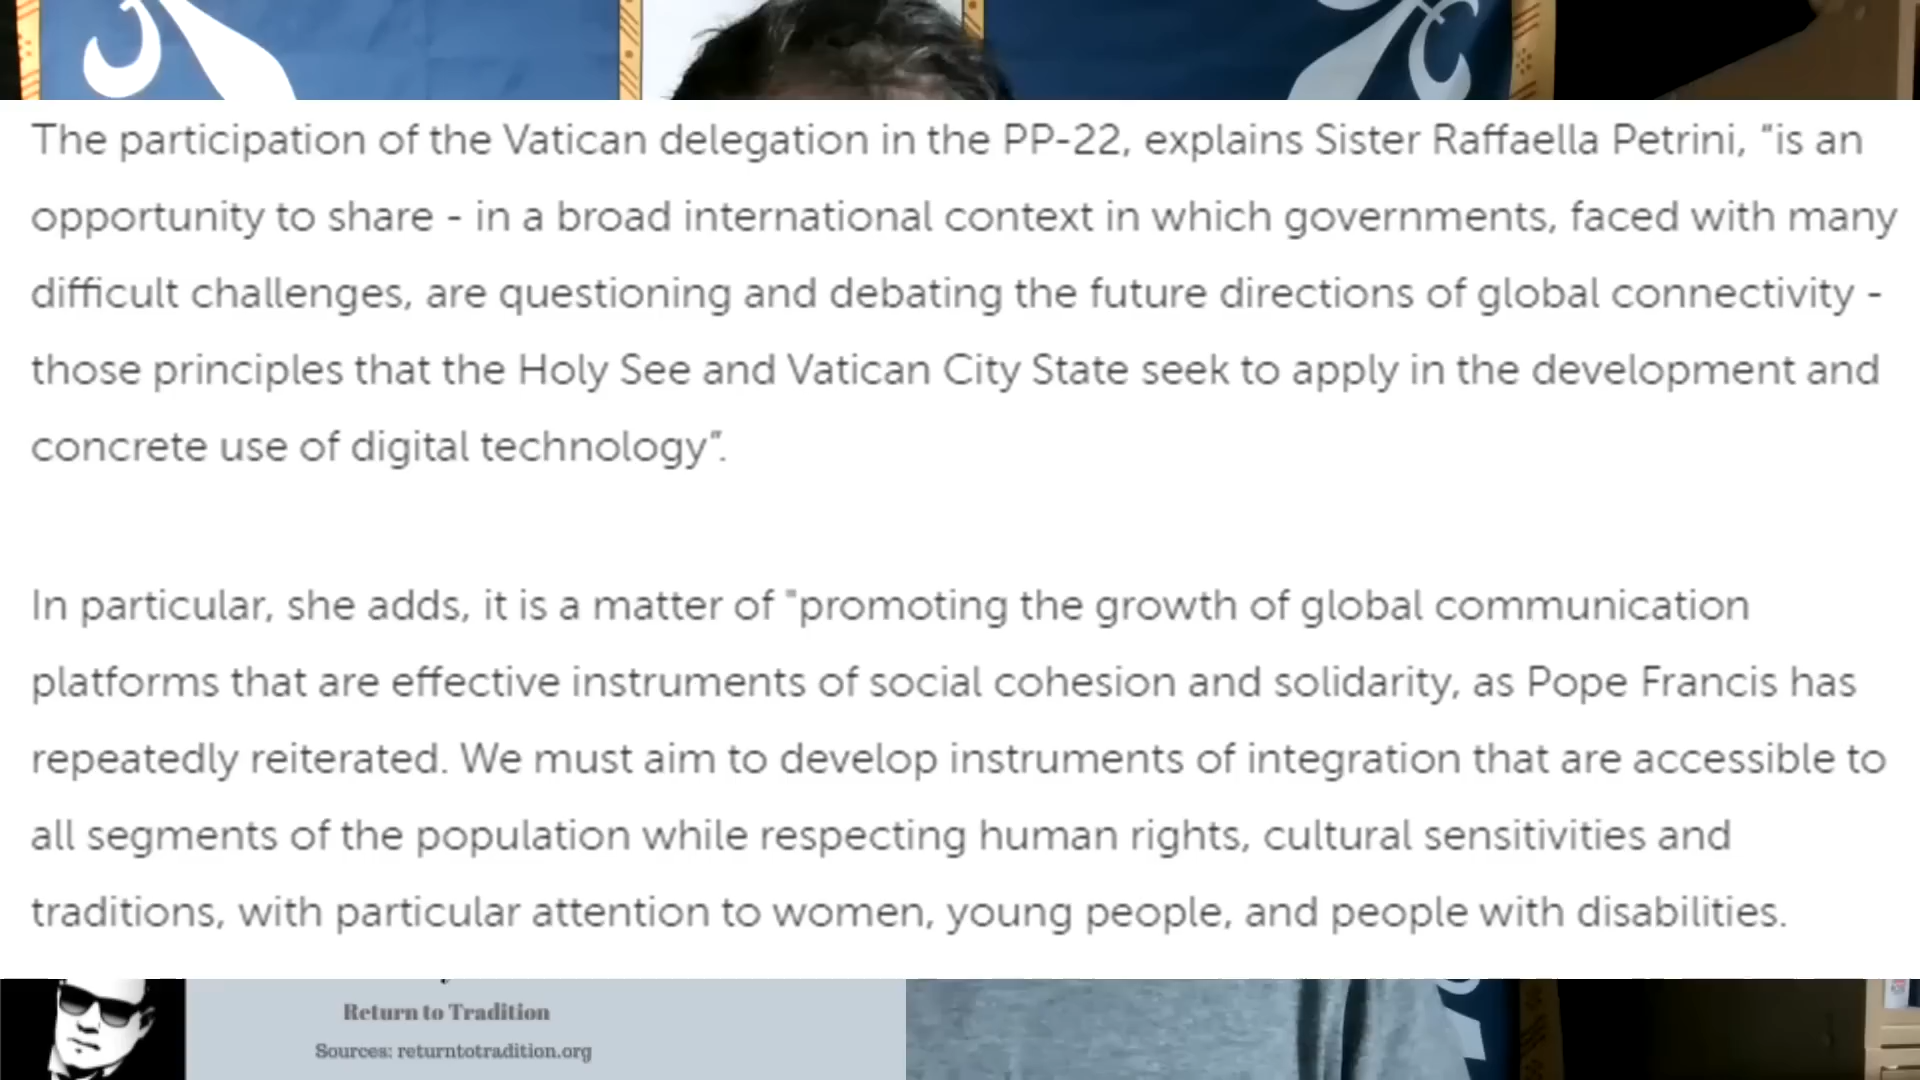 The participation of the Vatican delegation in the PP-22, explains Sister Raffaella Petrini, “is an
opportunity to share - in a broad international context in which governments, faced with many
difficult challenges, are questioning and debating the future directions of global connectivity -
those principles that the Holy See and Vatican City State seek to apply in the development and
concrete use of digital technology”.
In particular, she adds, it is a matter of "promoting the growth of global communication
platforms that are effective instruments of social cohesion and solidarity, as Pope Francis has
repeatedly reiterated. We must aim to develop instruments of integration that are accessible to
all segments of the population while respecting human rights, cultural sensitivities and
traditions, with particular attention to women, young people, and people with disabilities.
Return to Tradition
Sources: returntotradition.org